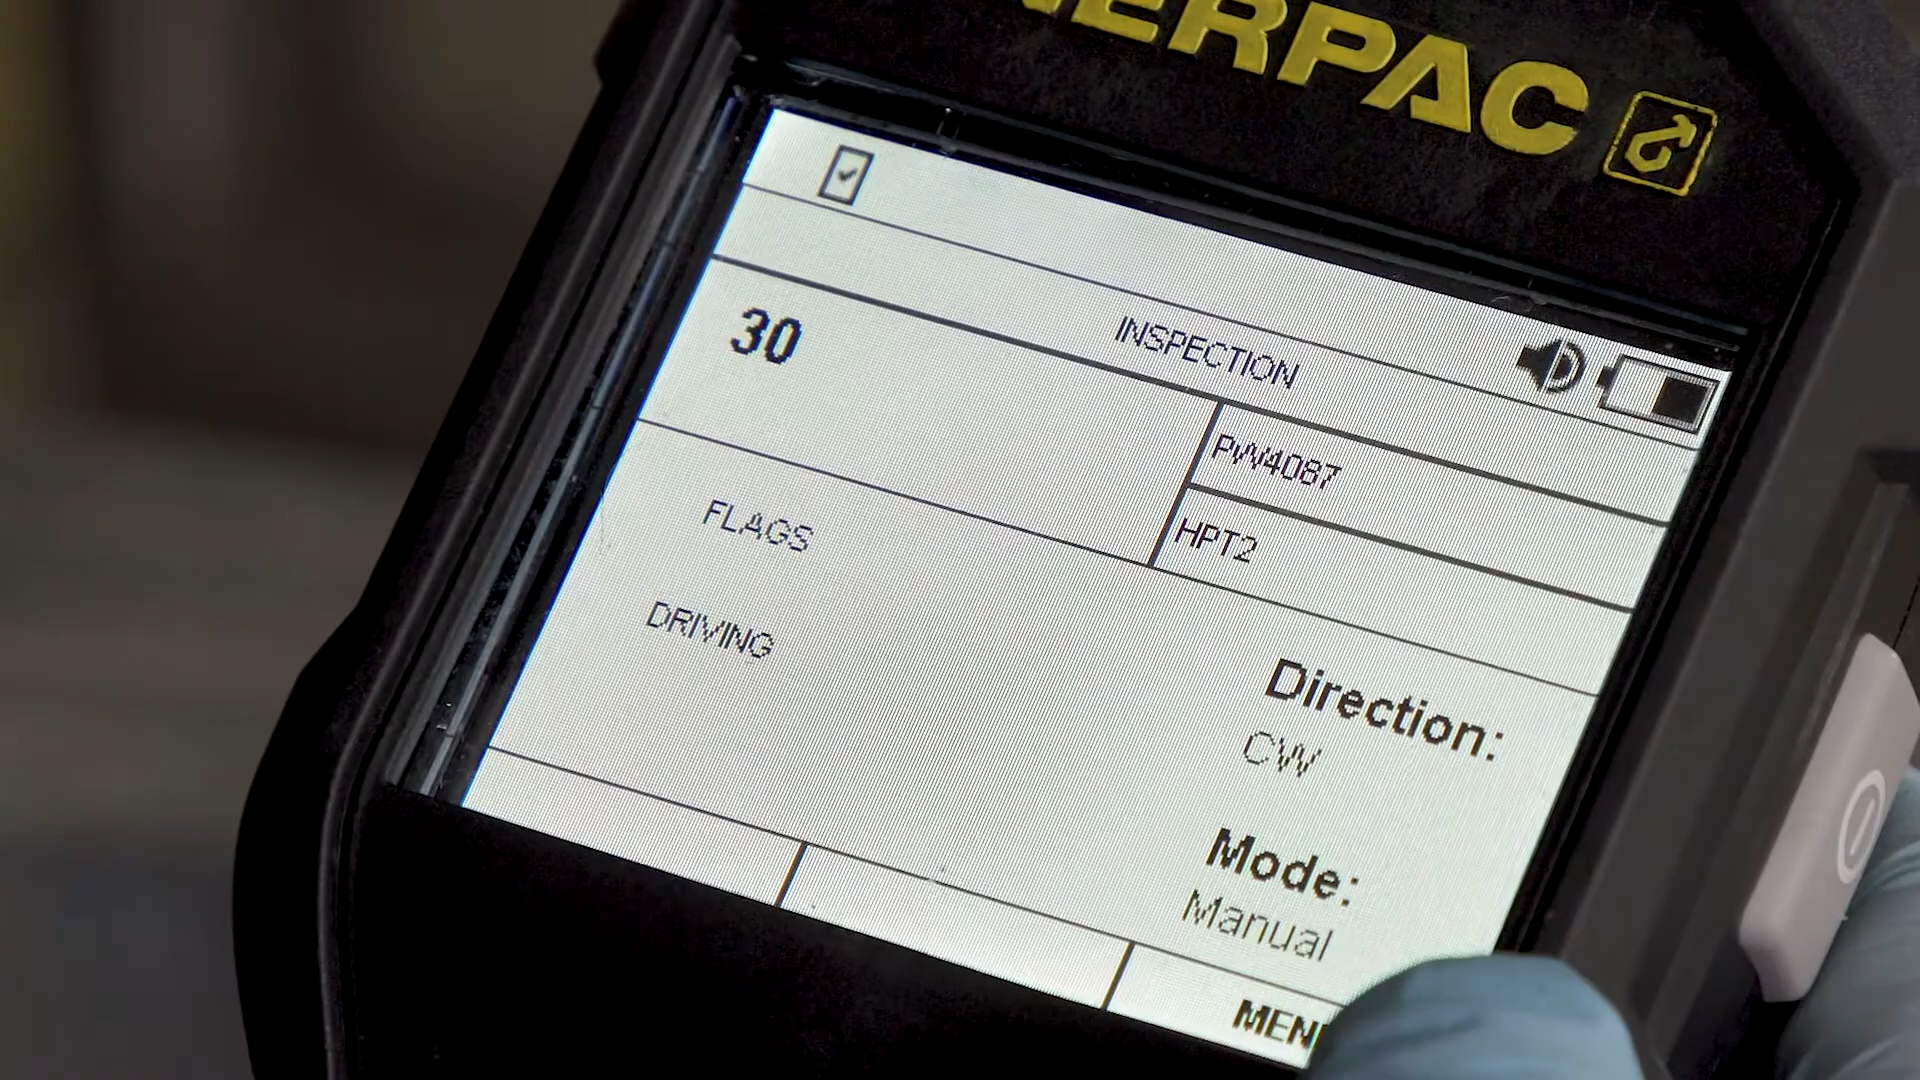 ERPAC
INSPECTION
30
PW4087
HPT2
FLAGS
DRIVING
Direction:
CW
Mode:
Manual
MEN